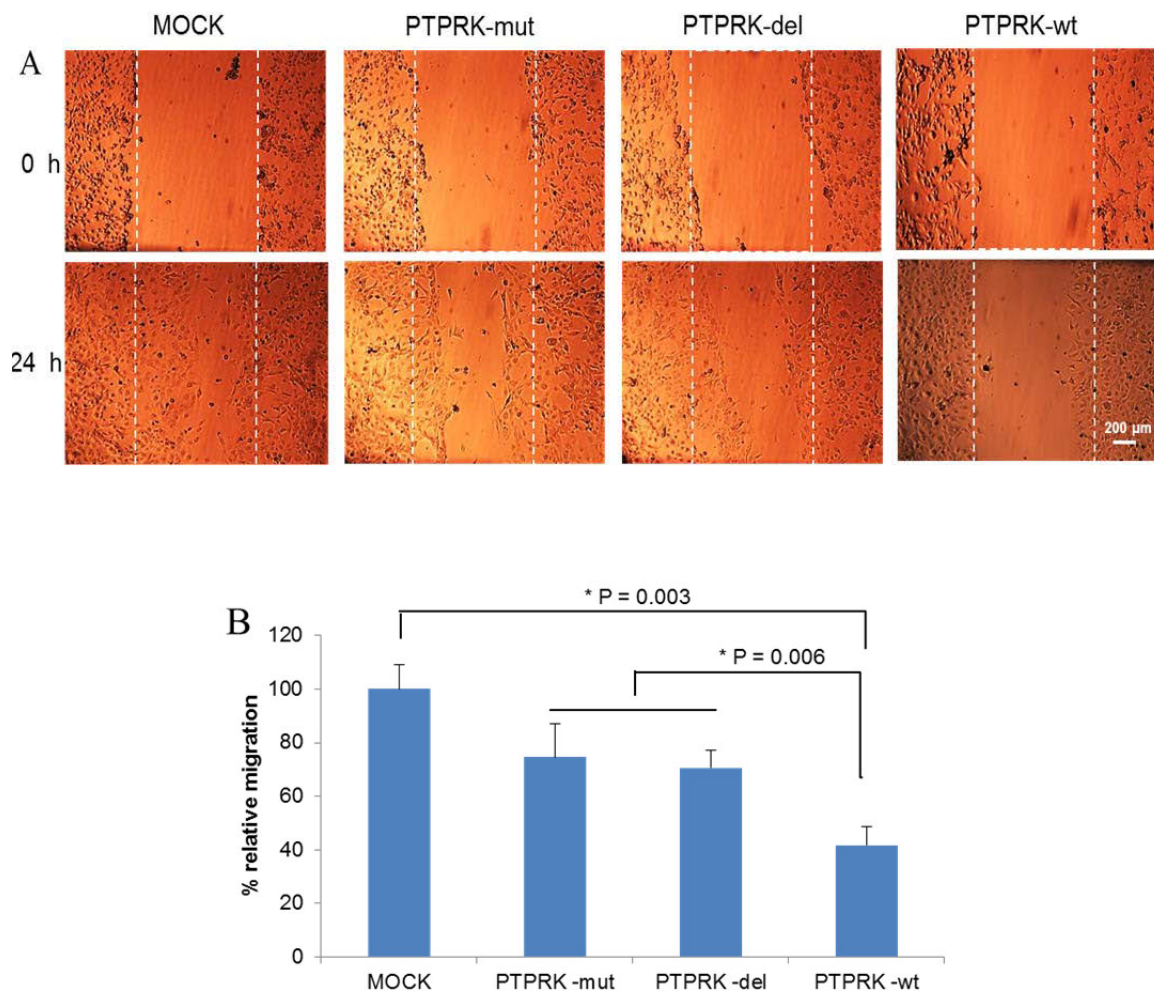 MOCK PTPRK-mut PTPRK-del PTPRK-wt
A
0 h
24 h
200 µm
B
* P = 0.003
* P = 0.006
% relative migration
120
100
80
60
40
20
0
MOCK PTPRK -mut PTPRK -del PTPRK -wt